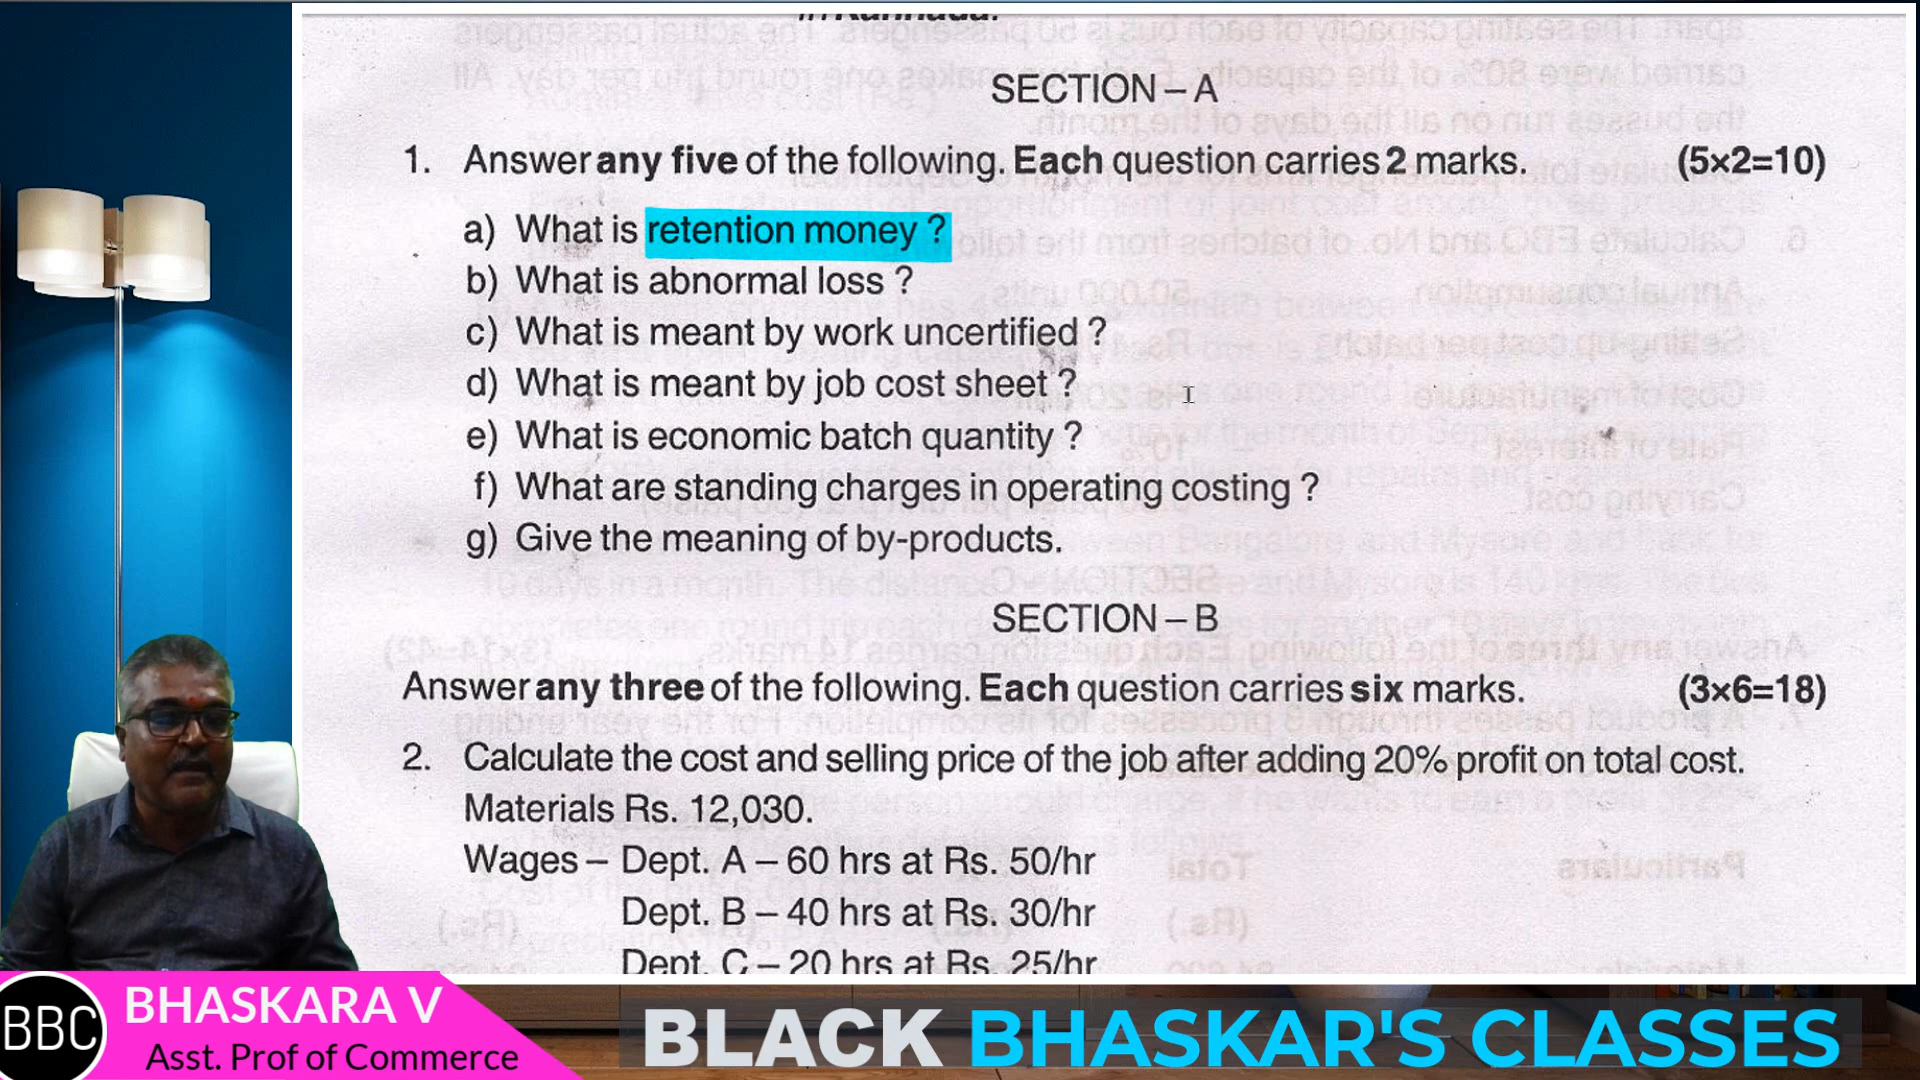 in Kannada.
SECTION – A
1. Answer any five of the following. Each question carries 2 marks. (5×2=10)
a) What is retention money ?
b) What is abnormal loss ?
c) What is meant by work uncertified ?
d) What is meant by job cost sheet ?
e) What is economic batch quantity ?
f) What are standing charges in operating costing ?
g) Give the meaning of by-products.
SECTION – B
Answer any three of the following. Each question carries six marks. (3×6=18)
2. Calculate the cost and selling price of the job after adding 20% profit on total cost.
Materials Rs. 12,030.
Wages – Dept. A – 60 hrs at Rs. 50/hr
Dept. B – 40 hrs at Rs. 30/hr
Dept. C – 20 hrs at Rs. 25/hr
BBC
BHASKARA V
Asst. Prof of Commerce
BLACK BHASKAR'S CLASSES